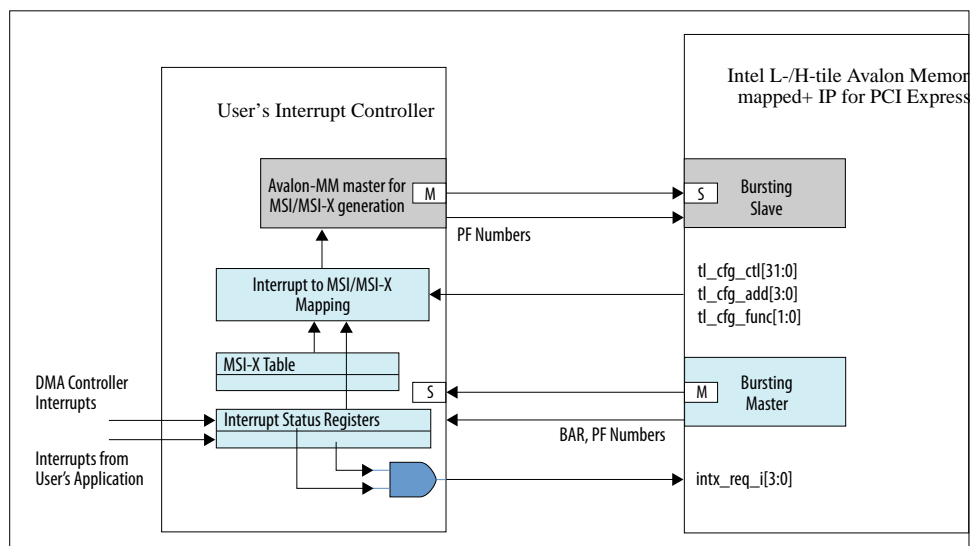 Intel L-/H-tile Avalon Memor
mapped+ IP for PCI Express
User's Interrupt Controller
Avalon-MM master for
MSI/MSI-X generation
M
S
Bursting
Slave
PF Numbers
Interrupt to MSI/MSI-X
Mapping
tl_cfg_ctl[31:0]
tl_cfg_add[3:0]
tl_cfg_func[1:0]
MSI-X Table
S
M
Bursting
Master
DMA Controller
Interrupts
Interrupt Status Registers
BAR, PF Numbers
Interrupts from
User's Application
intx_req_i[3:0]